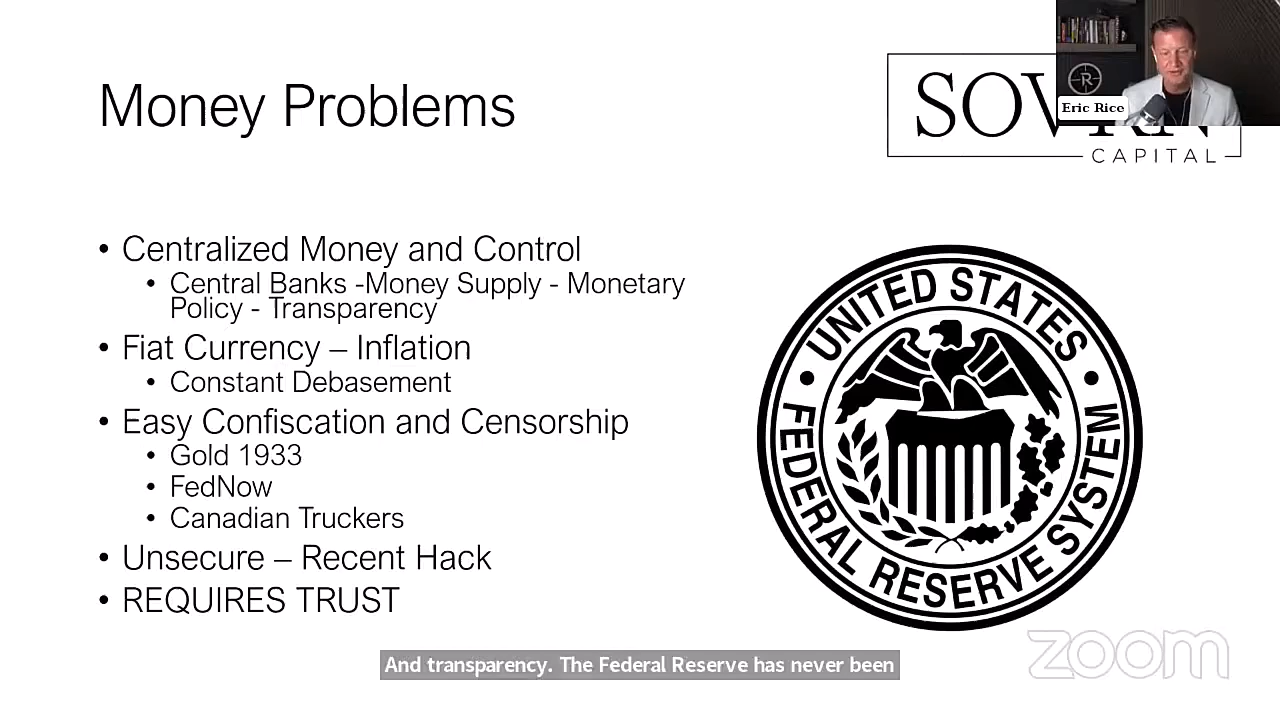 Money Problems
SOV
CAPITAL
Eric Rice
• Centralized Money and Control
• Central Banks -Money Supply - Monetary
Policy - Transparency
• Fiat Currency – Inflation
• Constant Debasement
• Easy Confiscation and Censorship
• Gold 1933
• FedNow
• Canadian Truckers
• Unsecure – Recent Hack
• REQUIRES TRUST
UNITED STATES
FEDERAL RESERVE SYSTEM
zoom
And transparency. The Federal Reserve has never been